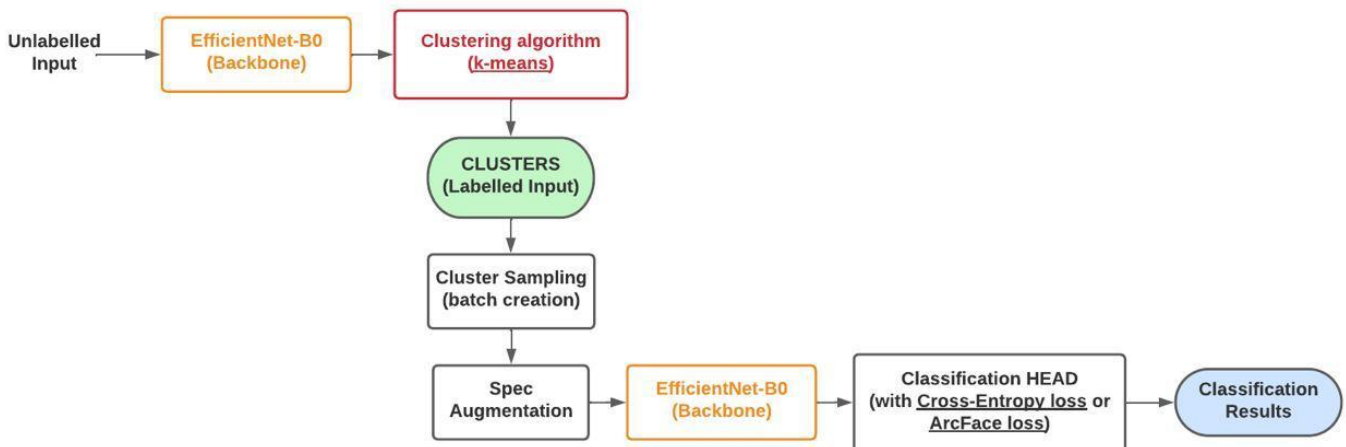 Unlabelled
Input
EfficientNet-B0
(Backbone)
Clustering algorithm
(k-means)
CLUSTERS
(Labelled Input)
Cluster Sampling
(batch creation)
Spec
Augmentation
EfficientNet-B0
(Backbone)
Classification HEAD
(with Cross-Entropy loss or
ArcFace loss)
Classification
Results